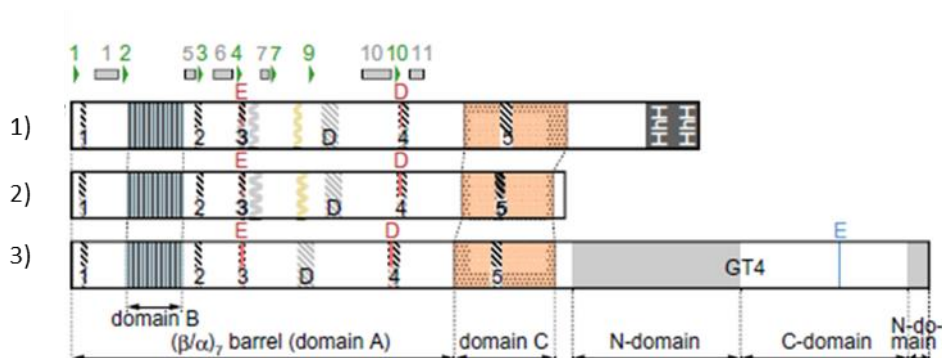 1 1 2 5 3 6 4 7 7 9 10 10 11
E D
1) 1 2 3 D 4 5 HH HH
E D
2) 1 2 3 D 4 5
E D E
3) 1 2 3 D 4 5 GT4
domain B
(β/α)₇ barrel (domain A) domain C N-domain C-domain N-do-
main